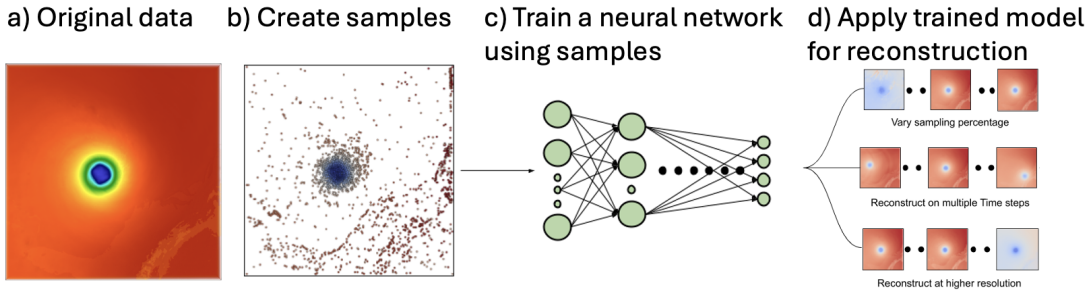 a) Original data
b) Create samples
c) Train a neural network
using samples
d) Apply trained model
for reconstruction
Vary sampling percentage
Reconstruct on multiple Time steps
Reconstruct at higher resolution